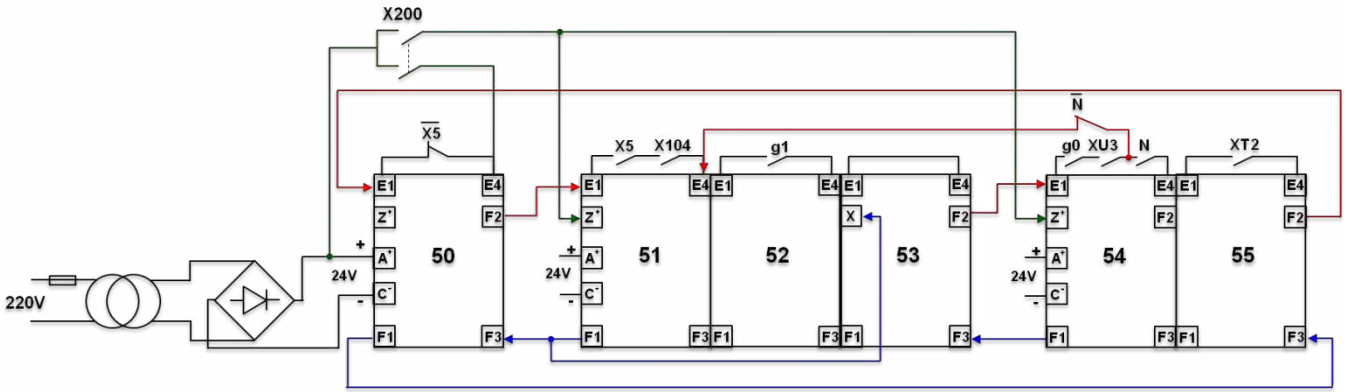 X200
X̅5̅ X5 X104 g1 N̅ g0 XU3 N XT2
E1 E4 E1 E4 E1 E4 E1 E4 E1 E4 E1 E4
Z⁺ F2 Z⁺ X F2 Z⁺ F2 F2
+ A⁺ 50 + A⁺ 51 52 53 + A⁺ 54 55
24V 24V 24V
- C⁻ - C⁻ - C⁻
220V
F1 F3 F1 F3 F3 F1 F3 F1 F3 F1 F3